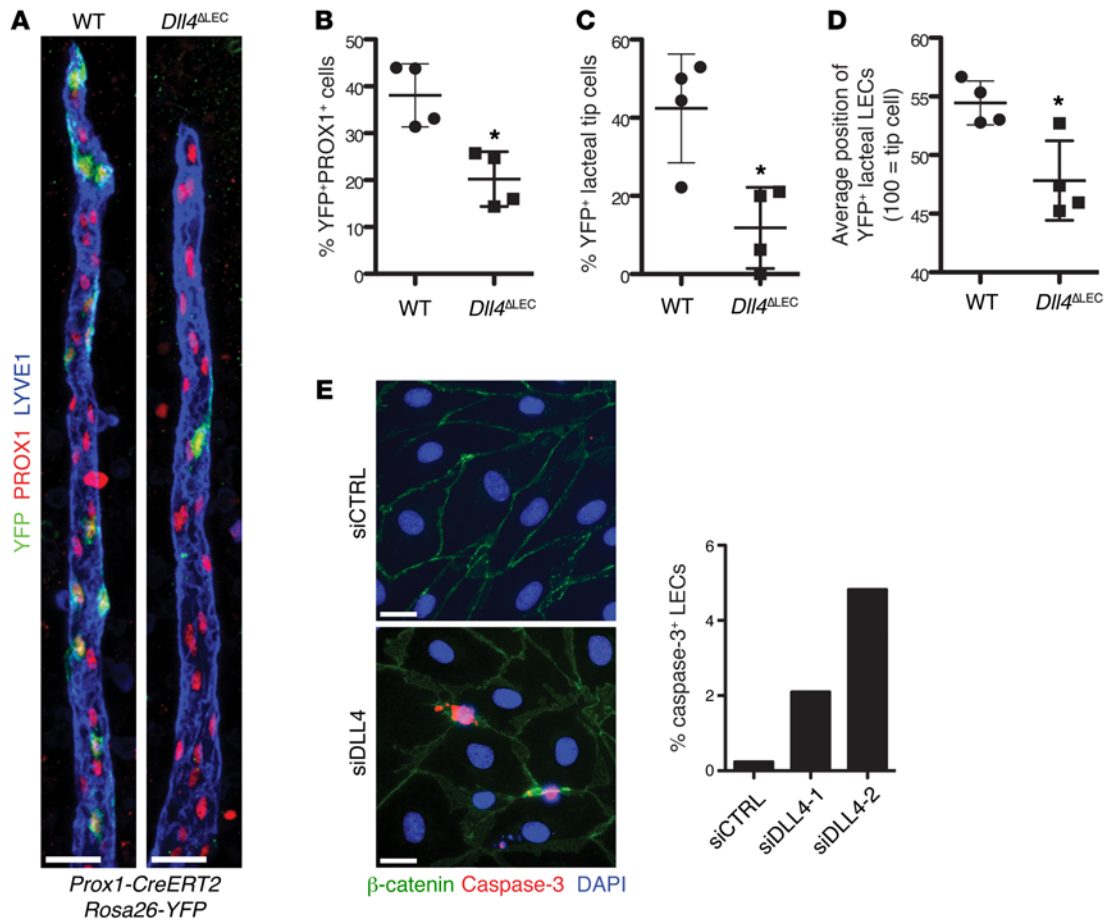 A
WT
Dll4ΔLEC
YFP PROX1 LYVE1
Prox1-CreERT2
Rosa26-YFP
B
% YFP+PROX1+ cells
50
40
30
20
10
0
*
WT
Dll4ΔLEC
C
% YFP+ lacteal tip cells
60
40
20
0
*
WT
Dll4ΔLEC
D
Average position of
YFP+ lacteal LECs
(100 = tip cell)
60
55
50
45
40
*
WT
Dll4ΔLEC
E
siCTRL
siDLL4
β-catenin Caspase-3 DAPI
% caspase-3+ LECs
6
4
2
0
siCTRL
siDLL4-1
siDLL4-2